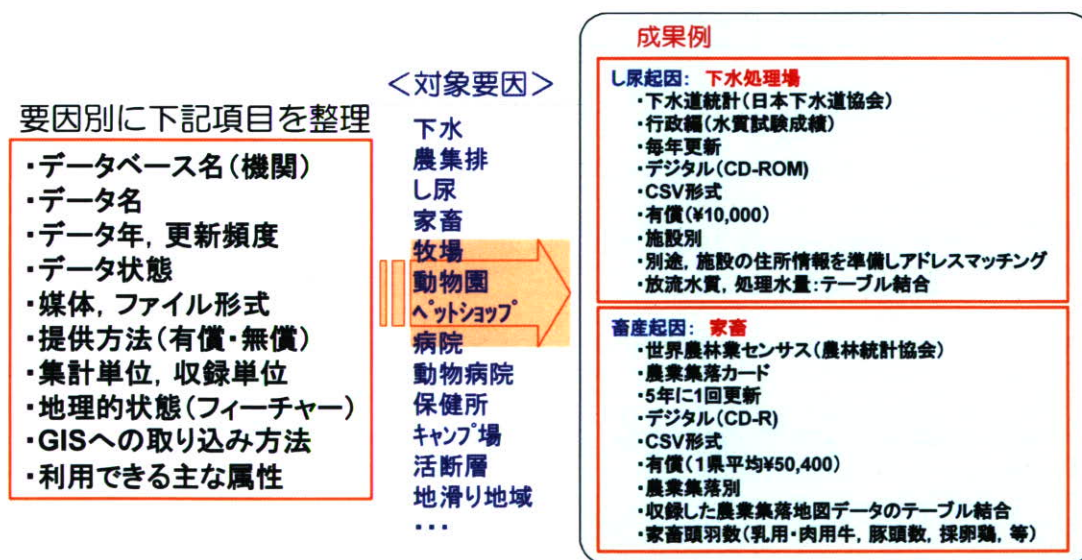 要因別に下記項目を整理
・データベース名(機関)
・データ名
・データ年, 更新頻度
・データ状態
・媒体, ファイル形式
・提供方法(有償・無償)
・集計単位, 収録単位
・地理的状態(フィーチャー)
・GISへの取り込み方法
・利用できる主な属性
<対象要因>
下水
農集排
し尿
家畜
牧場
動物園
ペットショップ
病院
動物病院
保健所
キャンプ場
活断層
地滑り地域
・・・
成果例
し尿起因: 下水処理場
・下水道統計(日本下水道協会)
・行政編(水質試験成績)
・毎年更新
・デジタル(CD-ROM)
・CSV形式
・有償(¥10,000)
・施設別
・別途, 施設の住所情報を準備しアドレスマッチング
・放流水質, 処理水量:テーブル結合
畜産起因: 家畜
・世界農林業センサス(農林統計協会)
・農業集落カード
・5年に1回更新
・デジタル(CD-R)
・CSV形式
・有償(1県平均¥50,400)
・農業集落別
・収録した農業集落地図データのテーブル結合
・家畜頭羽数(乳用・肉用牛, 豚頭数, 採卵鶏, 等)